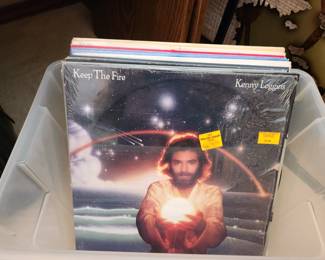 Keep The Fire
Kenny Loggins